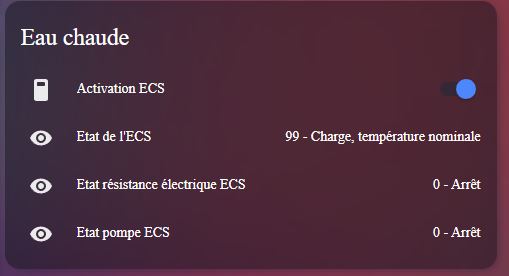 Eau chaude
Activation ECS
Etat de l'ECS 99 - Charge, température nominale
Etat résistance électrique ECS 0 - Arrêt
Etat pompe ECS 0 - Arrêt